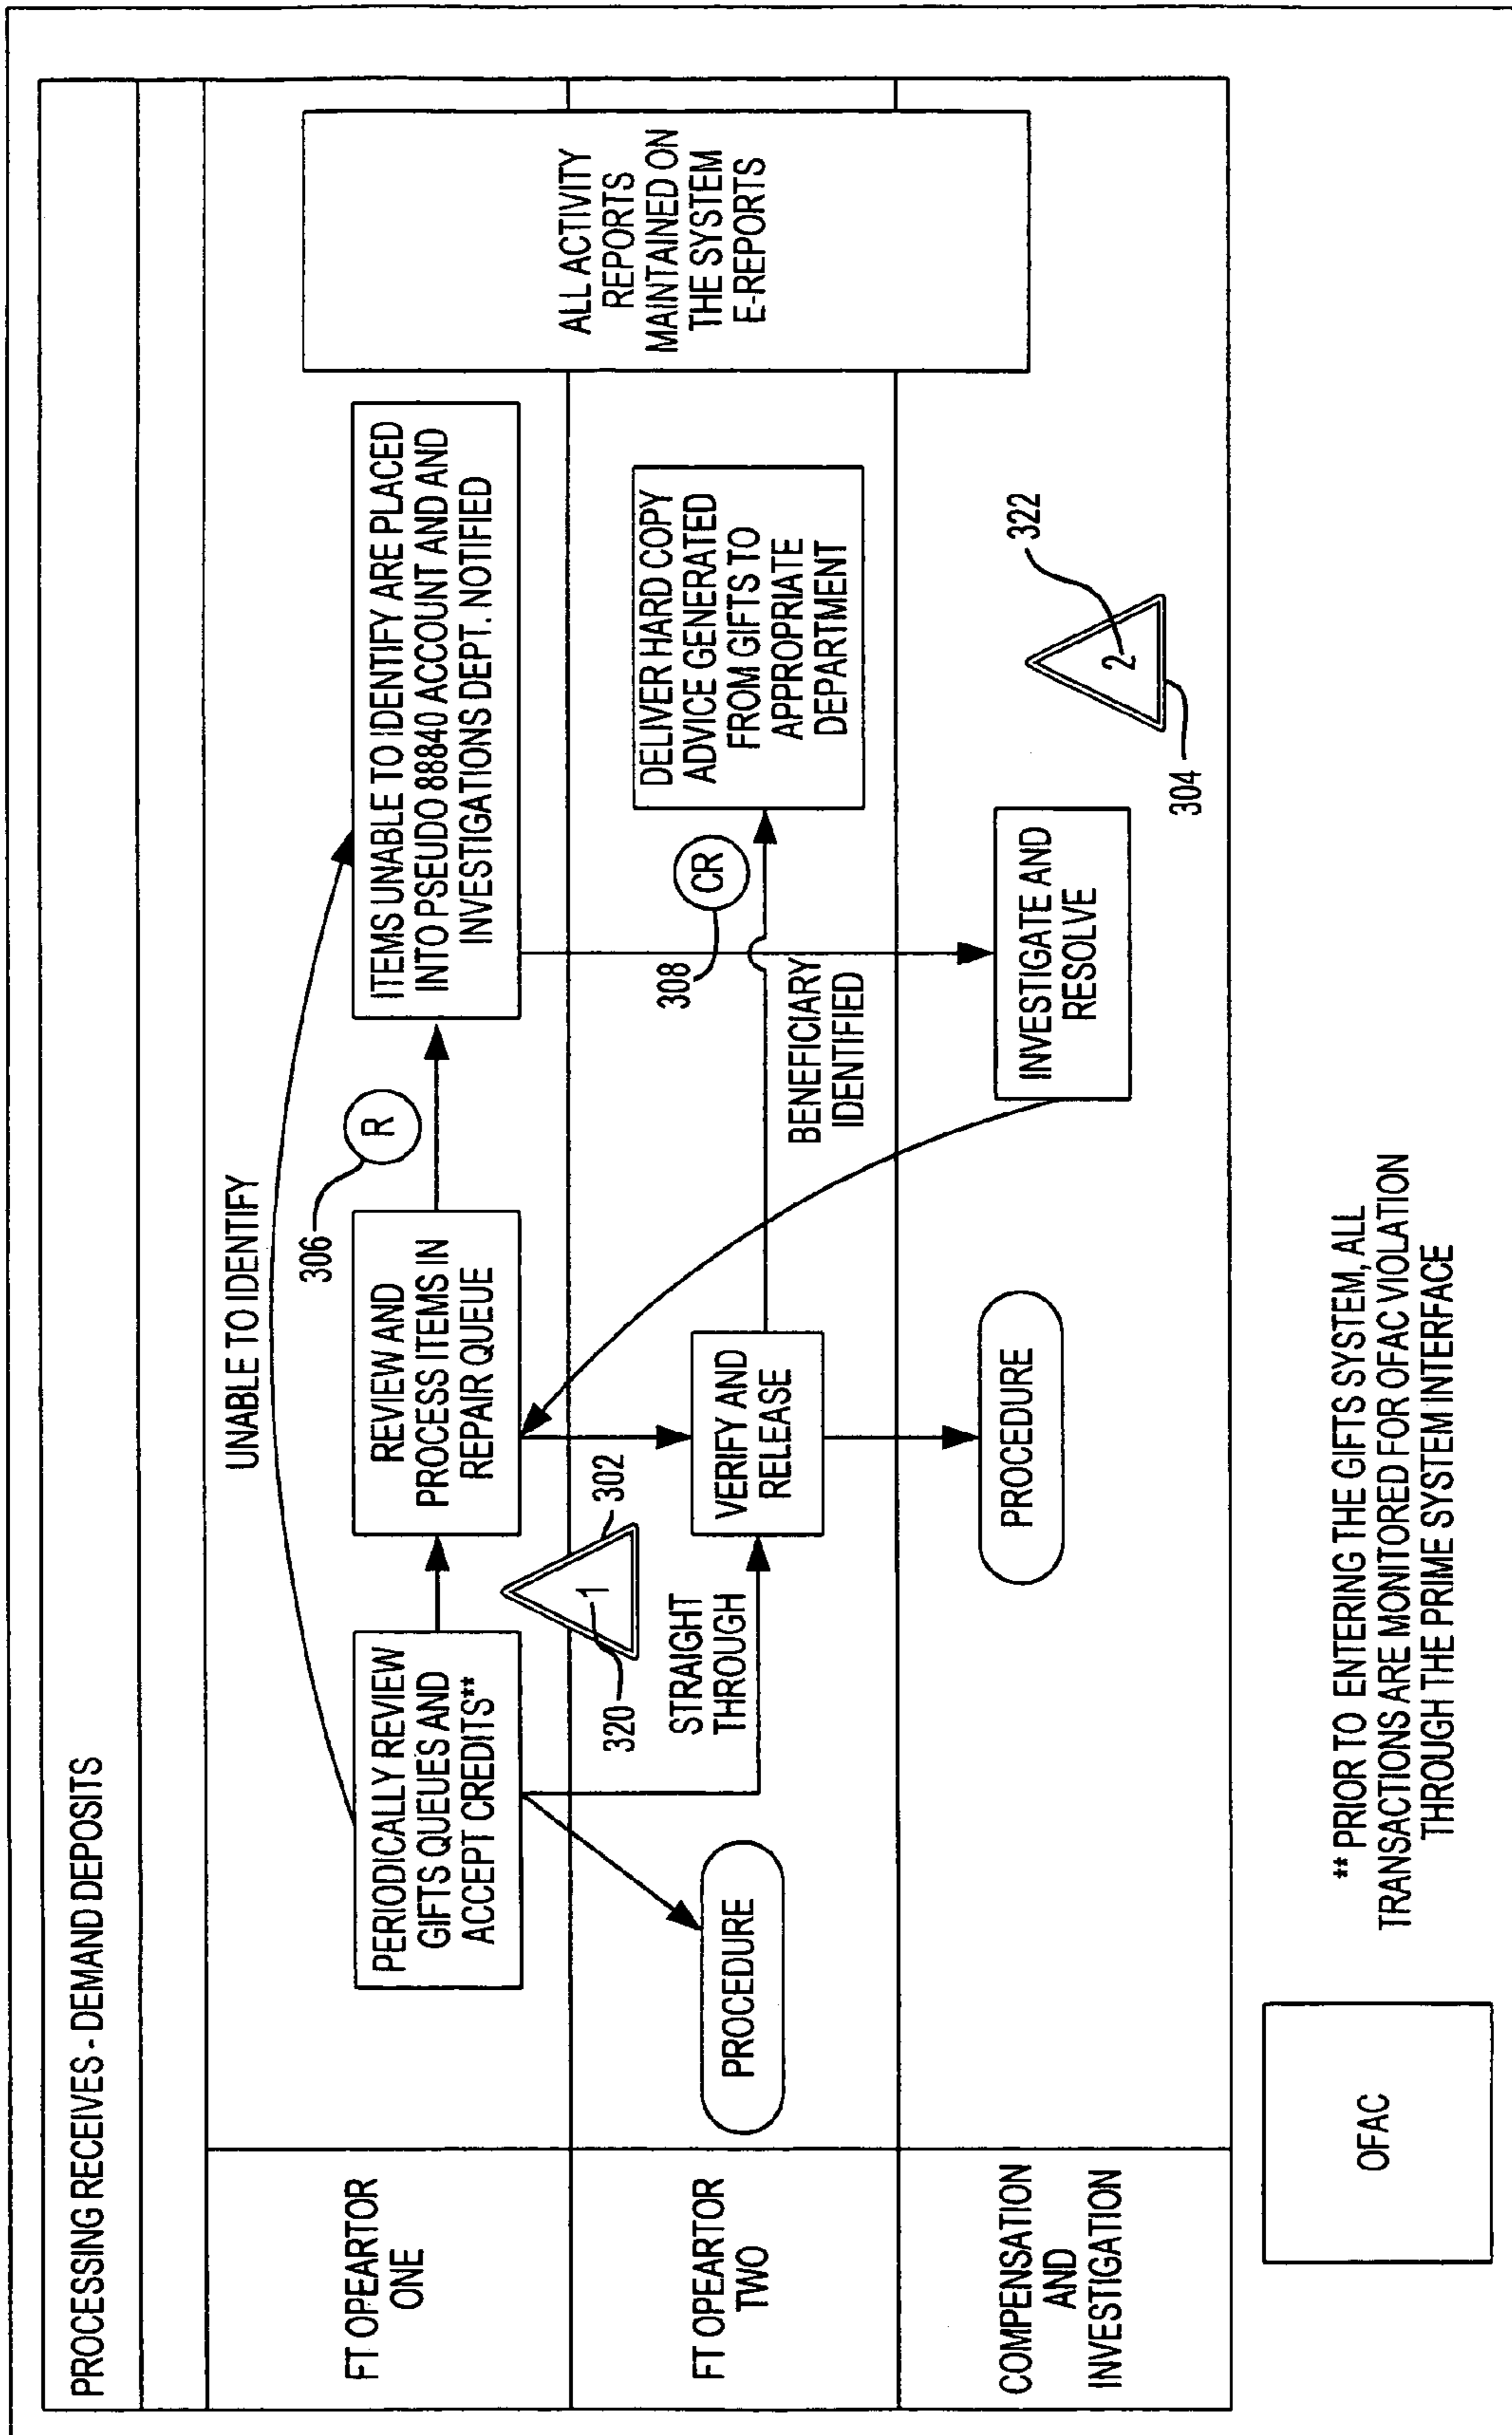 PROCESSING RECEIVES - DEMAND DEPOSITS
FT OPEARTOR
ONE
UNABLE TO IDENTIFY
PERIODICALLY REVIEW
GIFTS QUEUES AND
ACCEPT CREDITS**
REVIEW AND
PROCESS ITEMS IN
REPAIR QUEUE
306
R
ITEMS UNABLE TO IDENTIFY ARE PLACED
INTO PSEUDO 88840 ACCOUNT AND AND
INVESTIGATIONS DEPT. NOTIFIED
ALL ACTIVITY
REPORTS
MAINTAINED ON
THE SYSTEM
E-REPORTS
320
1
302
FT OPEARTOR
TWO
PROCEDURE
STRAIGHT
THROUGH
VERIFY AND
RELEASE
308
CR
BENEFICIARY
IDENTIFIED
DELIVER HARD COPY
ADVICE GENERATED
FROM GIFTS TO
APPROPRIATE
DEPARTMENT
COMPENSATION
AND
INVESTIGATION
PROCEDURE
INVESTIGATE AND
RESOLVE
2
322
304
OFAC
** PRIOR TO ENTERING THE GIFTS SYSTEM, ALL
TRANSACTIONS ARE MONITORED FOR OFAC VIOLATION
THROUGH THE PRIME SYSTEM INTERFACE